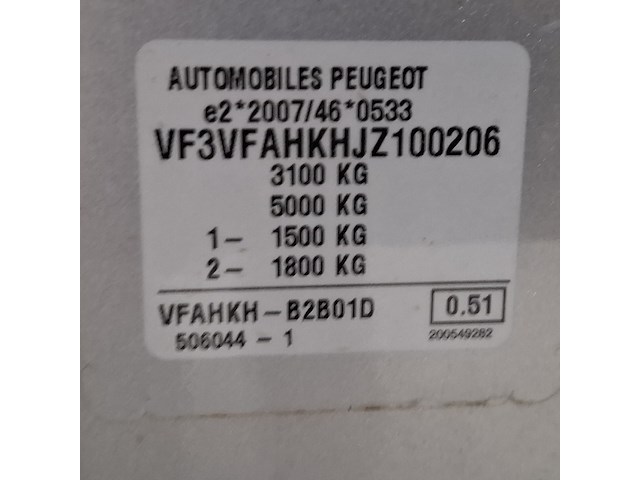 AUTOMOBILES PEUGEOT
e2*2007/46*0533
VF3VFAHKHJZ100206
3100 KG
5000 KG
1- 1500 KG
2- 1800 KG
VFAHKH-B2B01D 0.51
506044 - 1 200549282